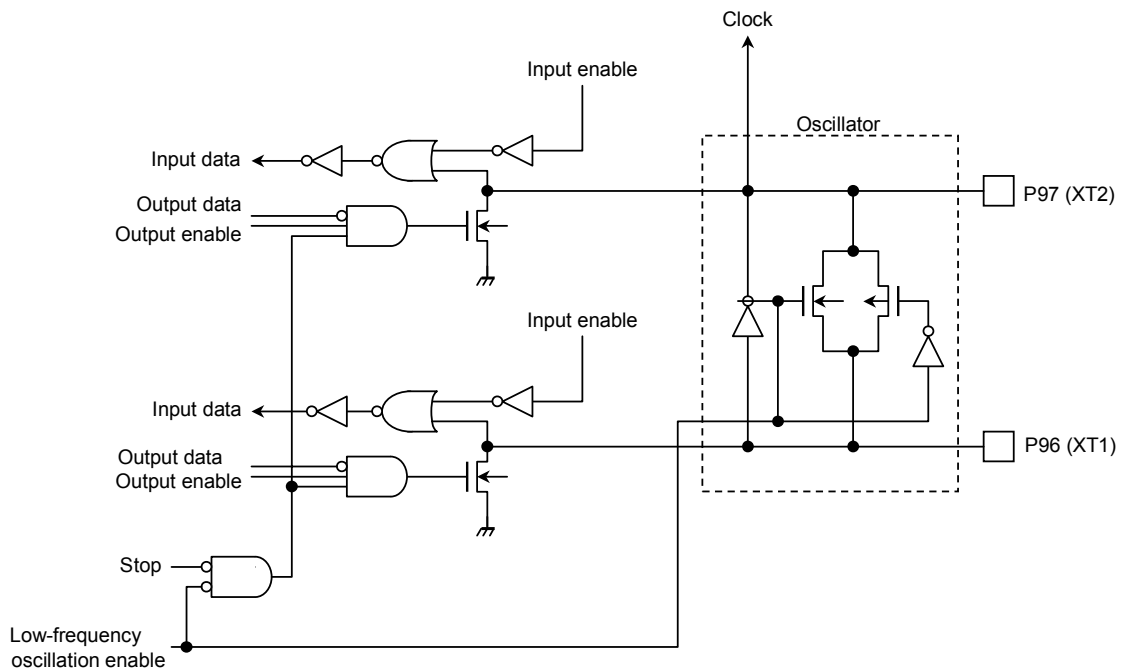 Clock
Input enable
Oscillator
Input data
P97 (XT2)
Output data
Output enable
Input enable
Input data
P96 (XT1)
Output data
Output enable
Stop
Low-frequency
oscillation enable